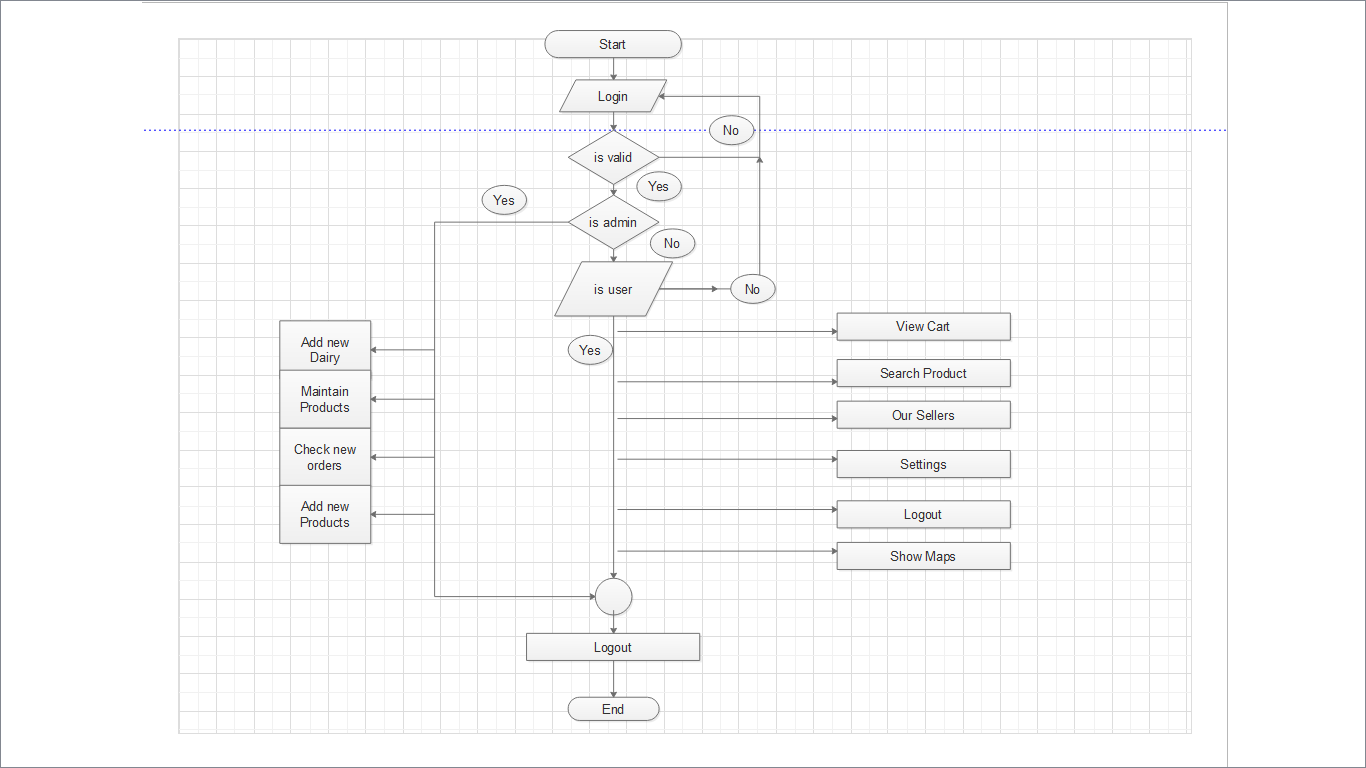 Start
Login
No
is valid
Yes
Yes
is admin
No
is user
No
View Cart
Add new
Dairy
Yes
Search Product
Maintain
Products
Our Sellers
Check new
orders
Settings
Add new
Products
Logout
Show Maps
Logout
End